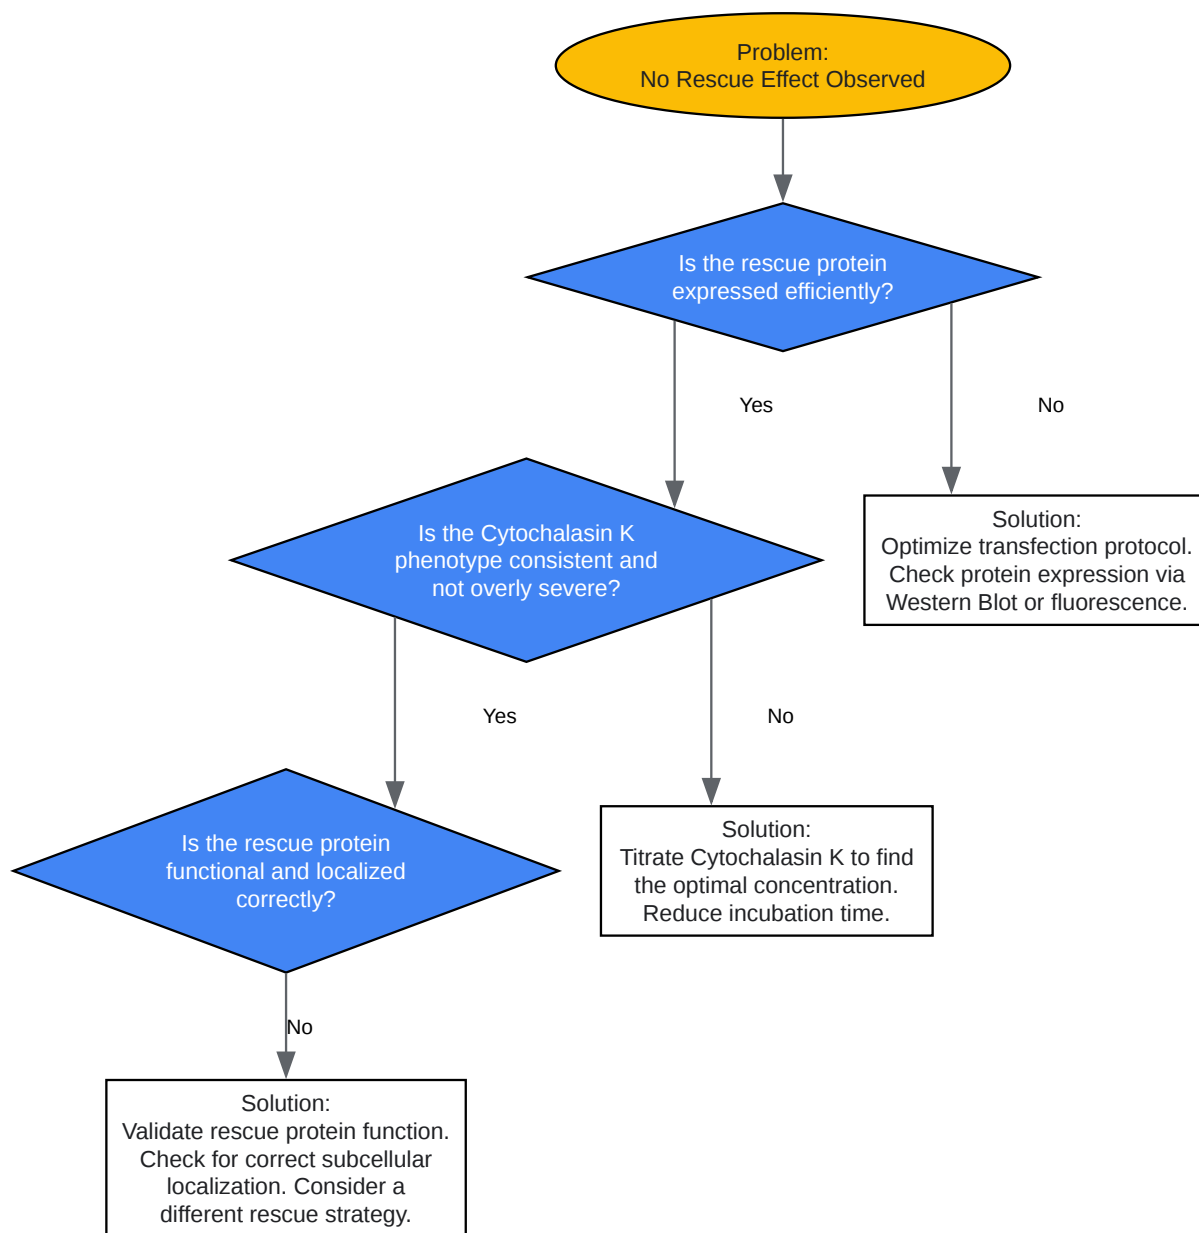 Problem:
No Rescue Effect Observed
Is the rescue protein
expressed efficiently?
Yes
No
Is the Cytochalasin K
phenotype consistent and
not overly severe?
Solution:
Optimize transfection protocol.
Check protein expression via
Western Blot or fluorescence.
Yes
No
Is the rescue protein
functional and localized
correctly?
Solution:
Titrate Cytochalasin K to find
the optimal concentration.
Reduce incubation time.
No
Solution:
Validate rescue protein function.
Check for correct subcellular
localization. Consider a
different rescue strategy.